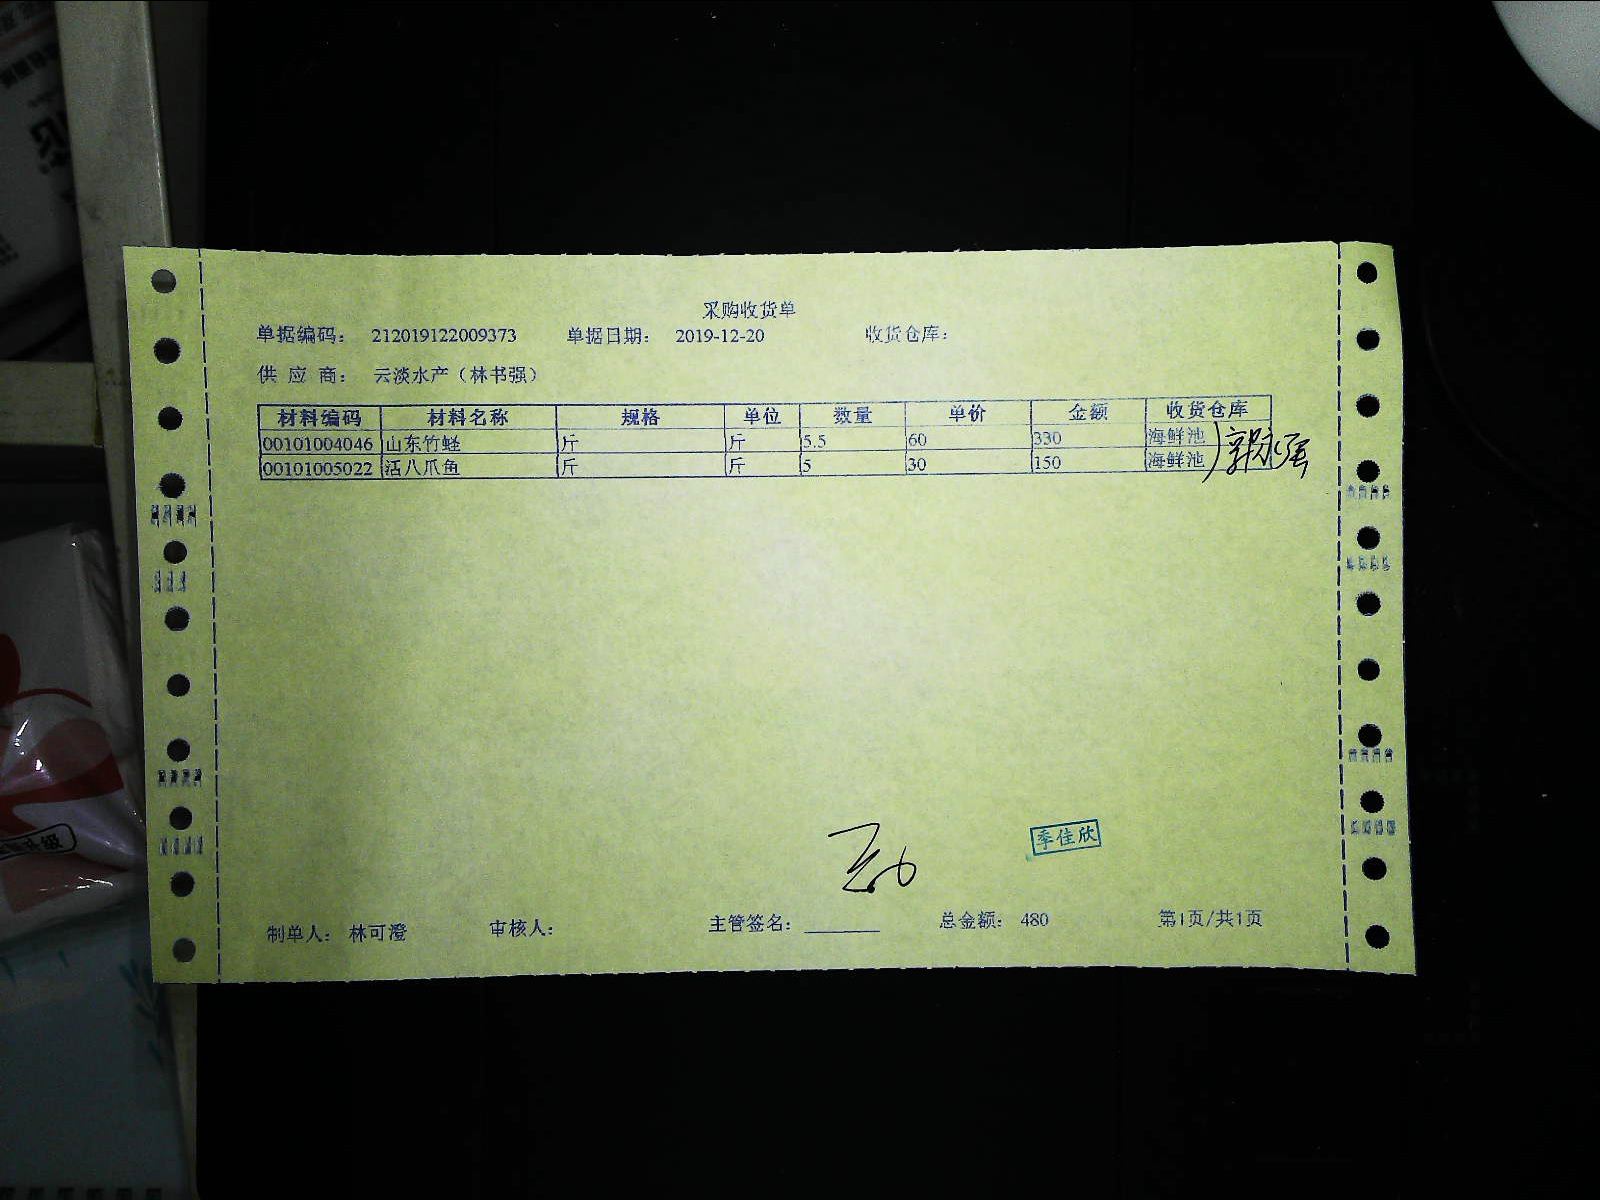 采购收货单
单据编码： 212019122009373 单据日期： 2019-12-20 收货仓库：
供 应 商： 云淡水产（林书强）
材料编码 材料名称 规格 单位 数量 单价 金额 收货仓库
00101004046 山东竹蛏 斤 斤 5.5 60 330 海鲜池
00101005022 活八爪鱼 斤 斤 5 30 150 海鲜池
季佳欣
制单人： 林可澄 审核人： 主管签名： 总金额： 480 第1页/共1页